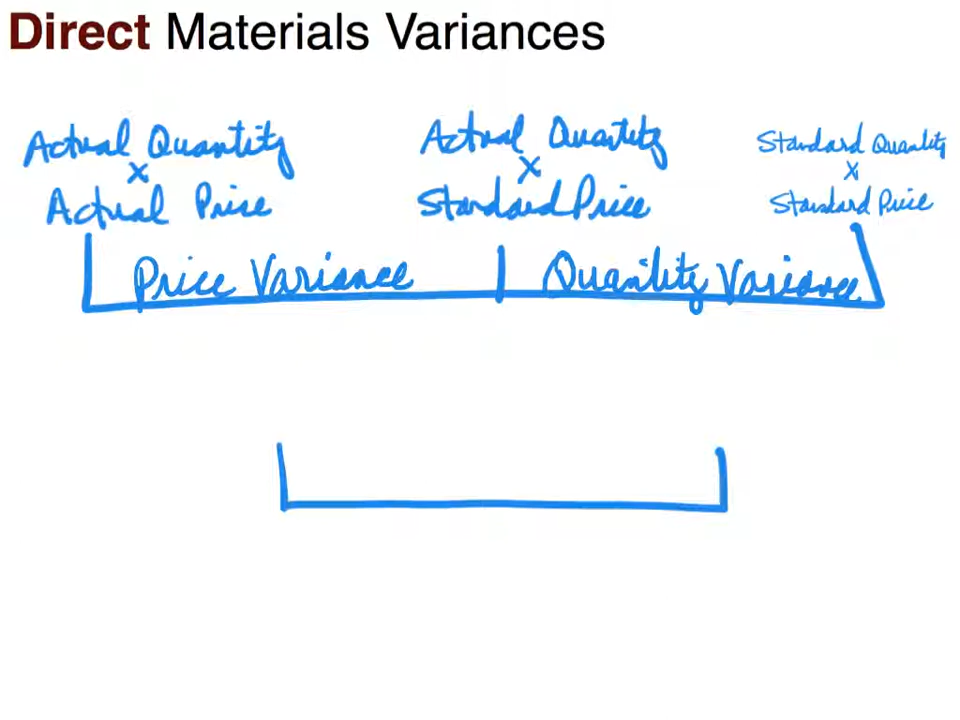 Direct Materials Variances
Actual Quantity Actual Quantity Standard Quantity
x x x
Actual Price Standard Price Standard Price
Price Variance Quantity Variance